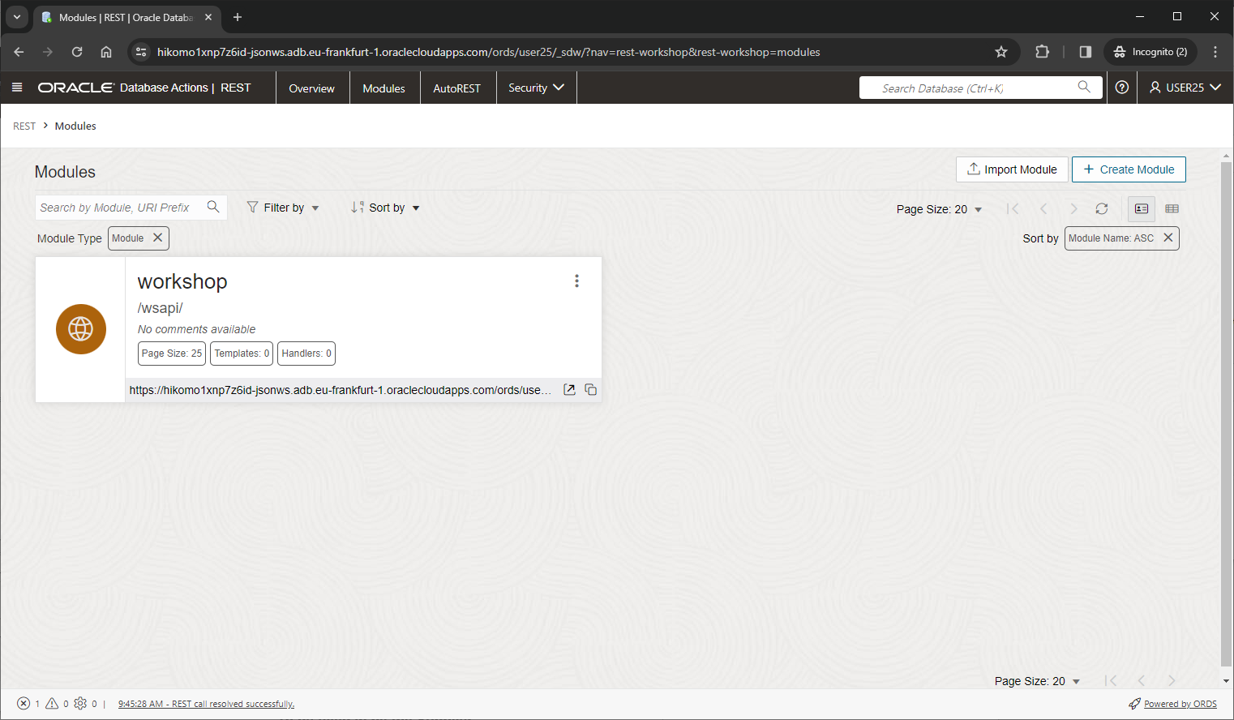 Modules | REST | Oracle Databa
hikomo1xnp7z6id-jsonws.adb.eu-frankfurt-1.oraclecloudapps.com/ords/user25/_sdw/?nav=rest-workshop&rest-workshop=modules
Incognito (2)
ORACLE Database Actions | REST
Overview
Modules
AutoREST
Security
Search Database (Ctrl+K)
USER25
REST > Modules
Modules
Import Module
+ Create Module
Search by Module, URI Prefix
Filter by
Sort by
Page Size: 20
Module Type
Module
Sort by
Module Name: ASC
workshop
/wsapi/
No comments available
Page Size: 25
Templates: 0
Handlers: 0
https://hikomo1xnp7z6id-jsonws.adb.eu-frankfurt-1.oraclecloudapps.com/ords/use...
Page Size: 20
1
0
0
| 9:45:28 AM - REST call resolved successfully.
Powered by ORDS